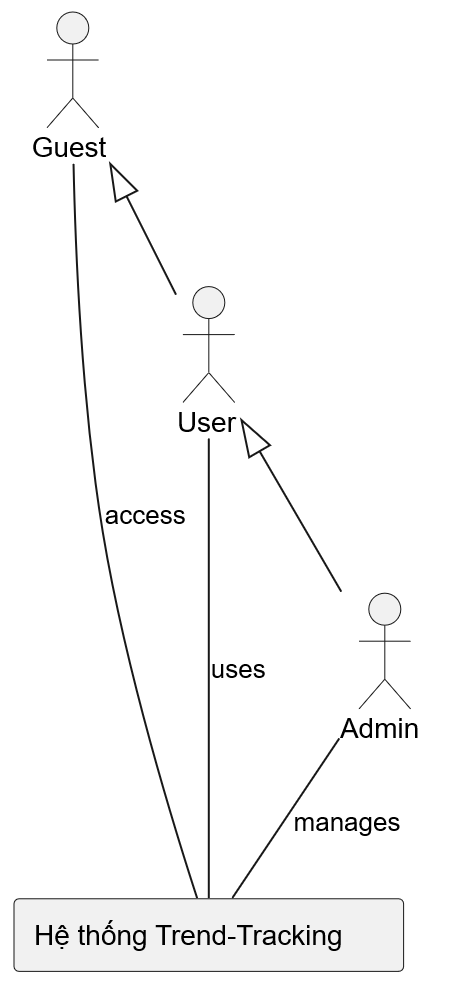 Guest
User
access
uses
Admin
manages
Hệ thống Trend-Tracking